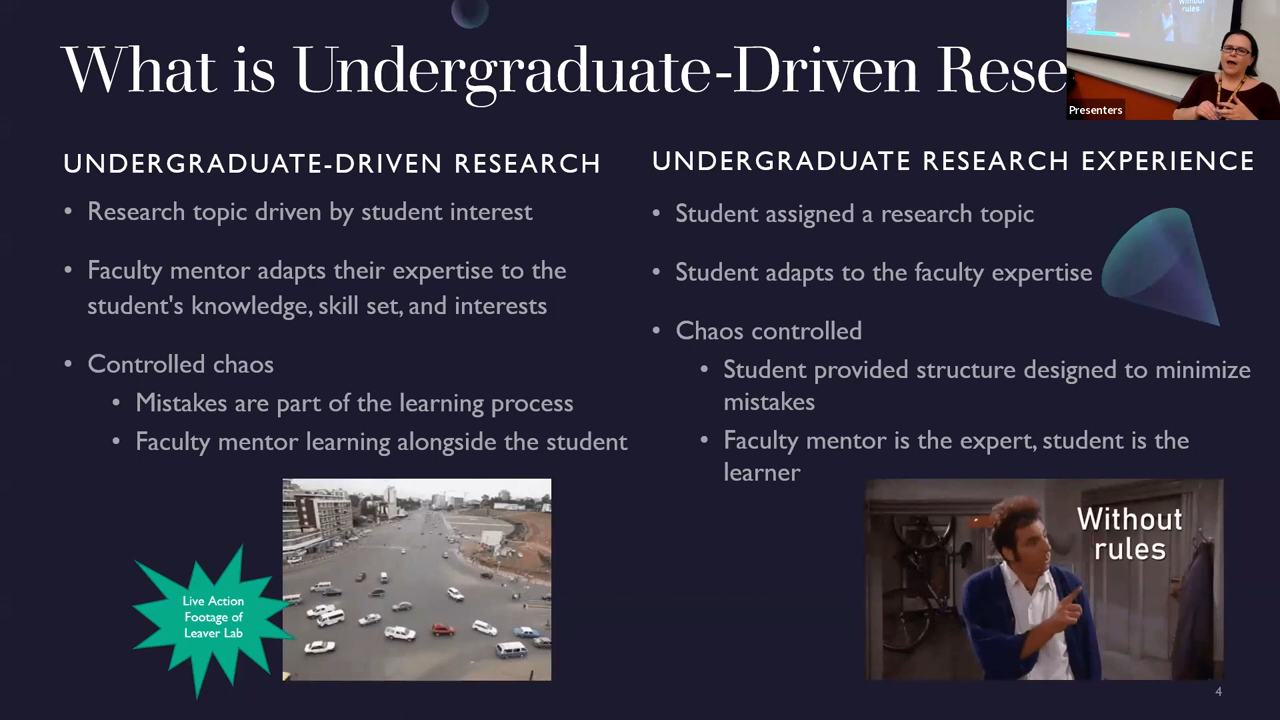 What is Undergraduate-Driven Rese
Without
rules
Presenters
UNDERGRADUATE-DRIVEN RESEARCH
• Research topic driven by student interest
• Faculty mentor adapts their expertise to the
student's knowledge, skill set, and interests
• Controlled chaos
• Mistakes are part of the learning process
• Faculty mentor learning alongside the student
Live Action
Footage of
Leaver Lab
UNDERGRADUATE RESEARCH EXPERIENCE
• Student assigned a research topic
• Student adapts to the faculty expertise
• Chaos controlled
• Student provided structure designed to minimize
mistakes
• Faculty mentor is the expert, student is the
learner
Without
rules
4